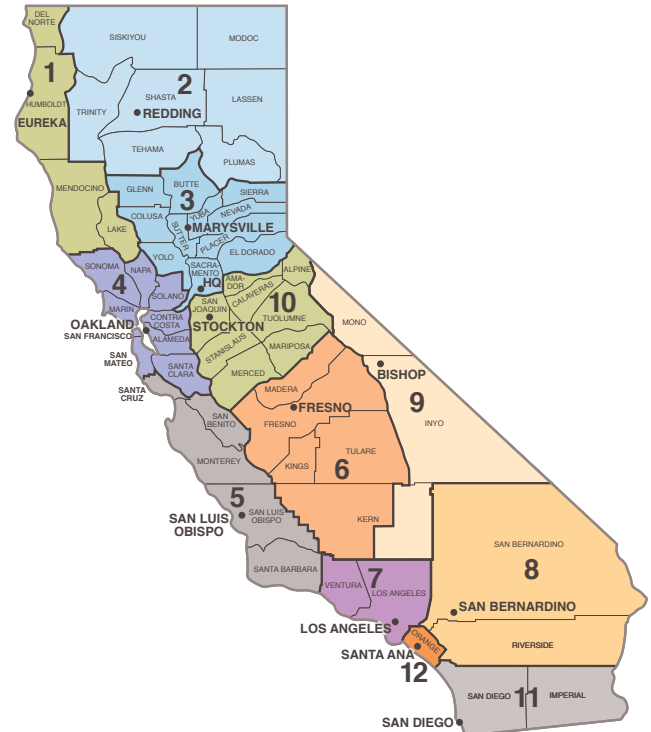 DEL
NORTE
SISKIYOU
MODOC
1
2
HUMBOLDT
EUREKA
TRINITY
SHASTA
REDDING
LASSEN
TEHAMA
PLUMAS
MENDOCINO
GLENN
BUTTE
3
SIERRA
COLUSA
YUBA
NEVADA
LAKE
SUTTER
MARYSVILLE
PLACER
YOLO
EL DORADO
SONOMA
NAPA
4
SACRA-
MENTO
HQ
SOLANO
AMA-
DOR
ALPINE
CALAVERAS
MARIN
SAN
JOAQUIN
10
TUOLUMNE
CONTRA
COSTA
OAKLAND
SAN FRANCISCO
ALAMEDA
STOCKTON
MONO
STANISLAUS
MARIPOSA
SAN
MATEO
SANTA
CLARA
MERCED
BISHOP
SANTA
CRUZ
MADERA
9
FRESNO
SAN
BENITO
FRESNO
INYO
MONTEREY
KINGS
TULARE
6
5
SAN LUIS
OBISPO
SAN LUIS
OBISPO
KERN
SAN BERNARDINO
SANTA BARBARA
8
VENTURA
7
LOS ANGELES
SAN BERNARDINO
LOS ANGELES
ORANGE
RIVERSIDE
SANTA ANA
12
SAN DIEGO
11
IMPERIAL
SAN DIEGO